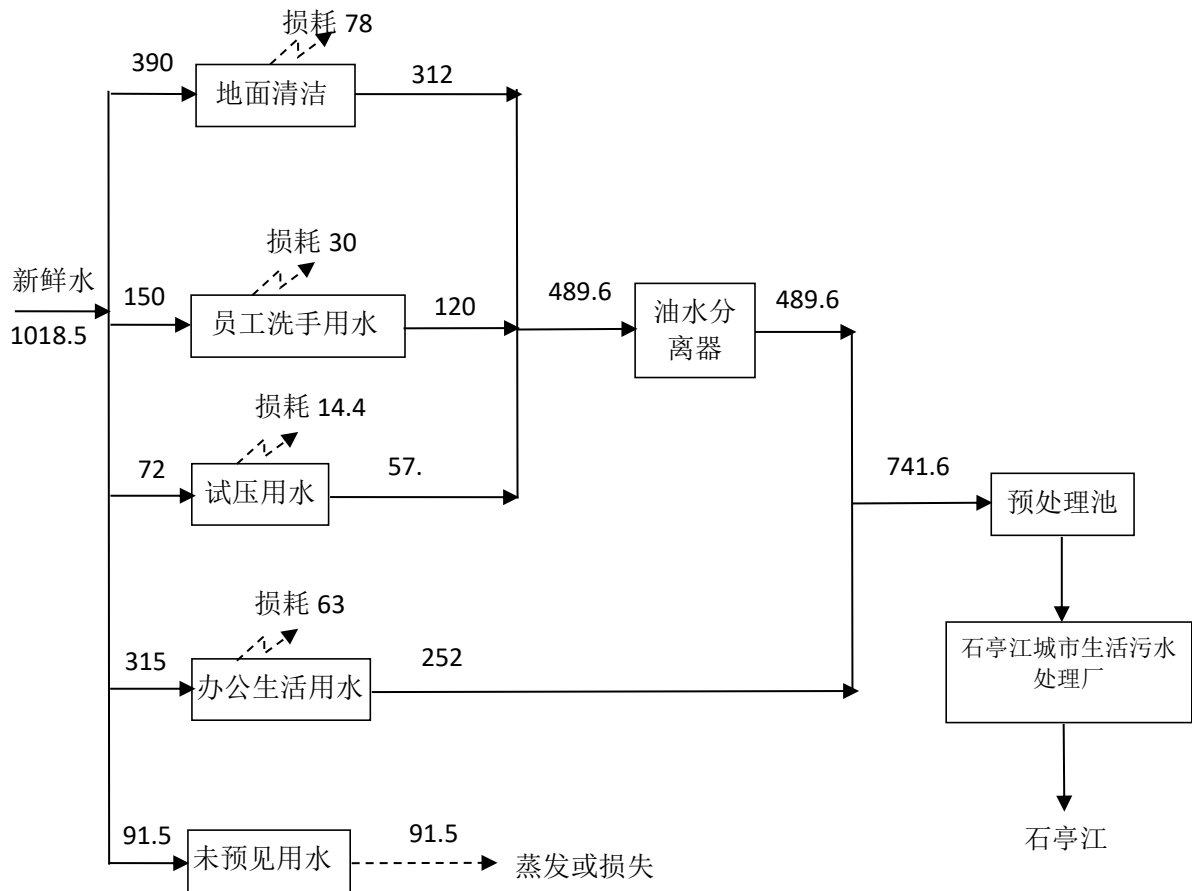 损耗 78
390
地面清洁
312
损耗 30
新鲜水
1018.5
150
员工洗手用水
120
489.6
油水分
离器
489.6
损耗 14.4
72
试压用水
57.
741.6
预处理池
损耗 63
315
办公生活用水
252
石亭江城市生活污水
处理厂
91.5
未预见用水
91.5
蒸发或损失
石亭江